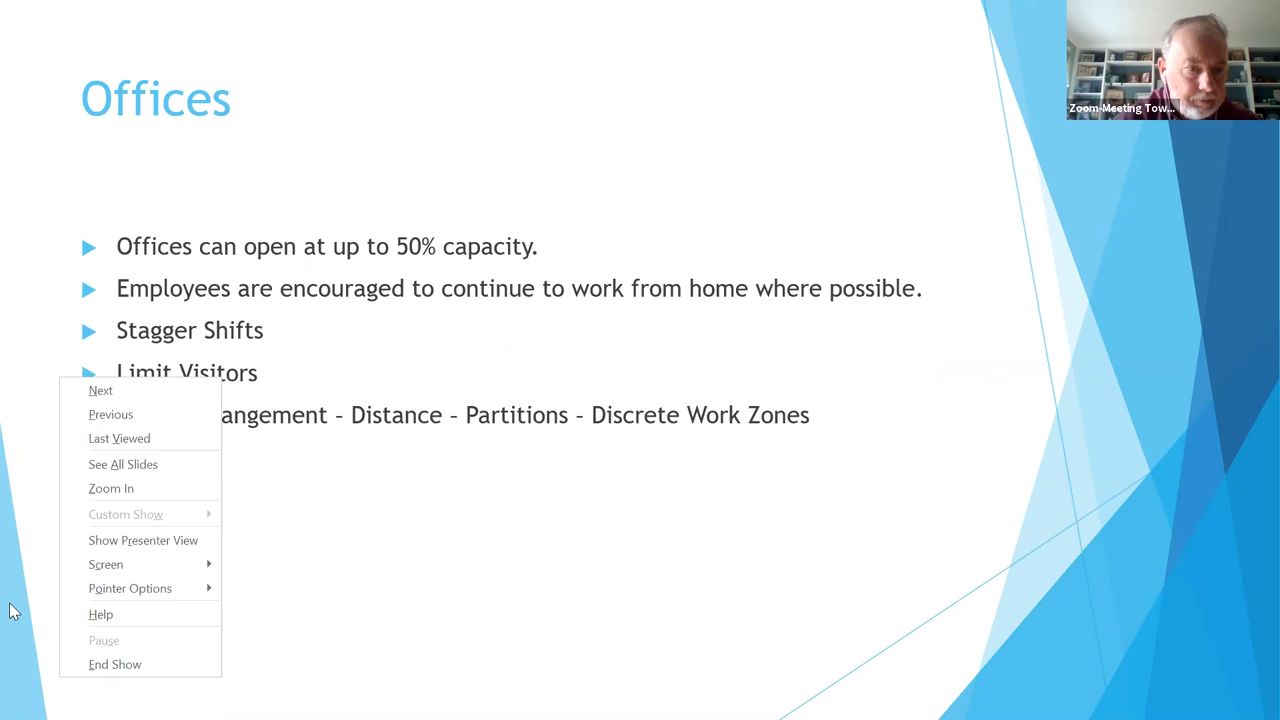 Offices
Zoom-Meeting Tow...
Offices can open at up to 50% capacity.
Employees are encouraged to continue to work from home where possible.
Stagger Shifts
Limit Visitors
angement – Distance – Partitions – Discrete Work Zones
Next
Previous
Last Viewed
See All Slides
Zoom In
Custom Show
Show Presenter View
Screen
Pointer Options
Help
Pause
End Show